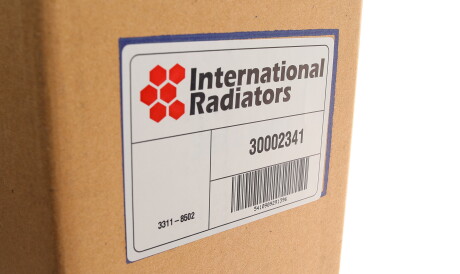 International
Radiators
30002341
3311-8502